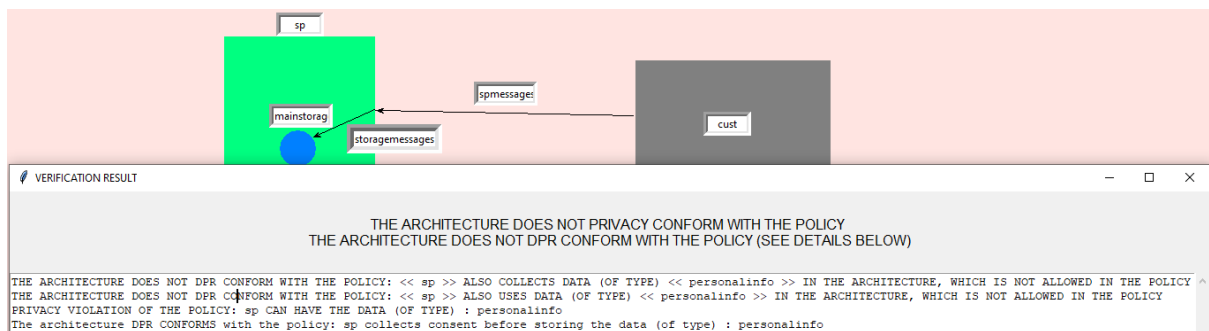 sp
spmessages
mainstorag
cust
storagemessages
VERIFICATION RESULT
THE ARCHITECTURE DOES NOT PRIVACY CONFORM WITH THE POLICY
THE ARCHITECTURE DOES NOT DPR CONFORM WITH THE POLICY (SEE DETAILS BELOW)
THE ARCHITECTURE DOES NOT DPR CONFORM WITH THE POLICY: << sp >> ALSO COLLECTS DATA (OF TYPE) << personalinfo >> IN THE ARCHITECTURE, WHICH IS NOT ALLOWED IN THE POLICY
THE ARCHITECTURE DOES NOT DPR CONFORM WITH THE POLICY: << sp >> ALSO USES DATA (OF TYPE) << personalinfo >> IN THE ARCHITECTURE, WHICH IS NOT ALLOWED IN THE POLICY
PRIVACY VIOLATION OF THE POLICY: sp CAN HAVE THE DATA (OF TYPE) : personalinfo
The architecture DPR CONFORMS with the policy: sp collects consent before storing the data (of type) : personalinfo